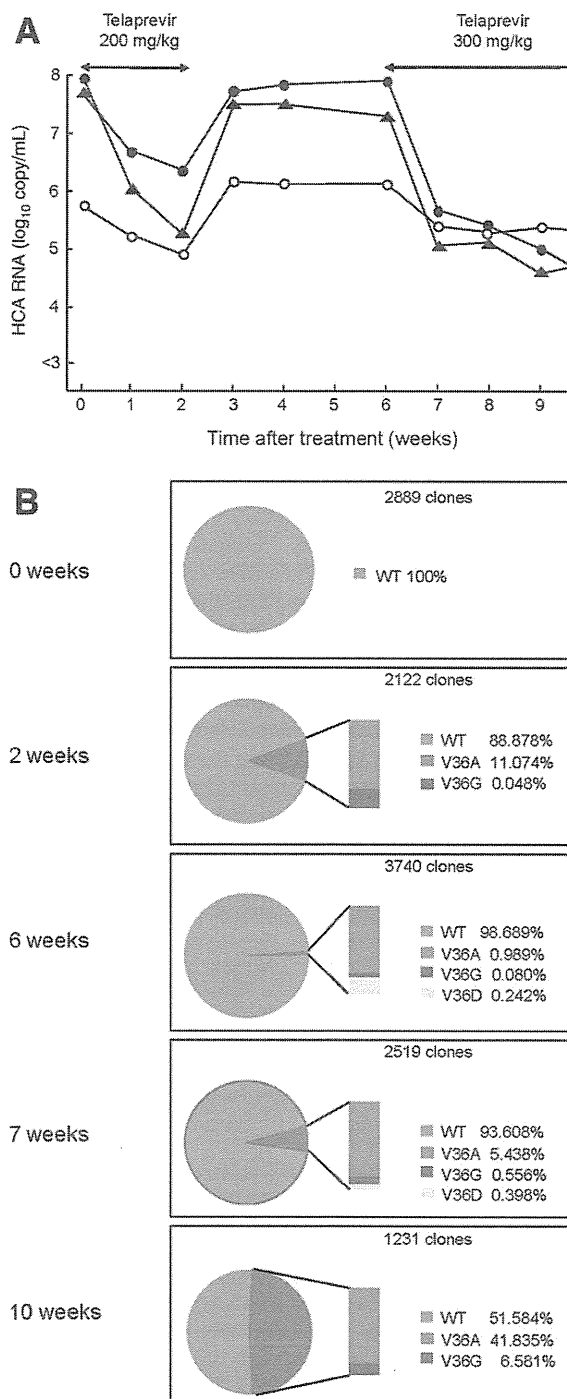 A
Telaprevir
200 mg/kg
Telaprevir
300 mg/kg
8
7
6
5
4
<3
HCA RNA (log10 copy/mL)
0 1 2 3 4 5 6 7 8 9
Time after treatment (weeks)
B
0 weeks
2889 clones
WT 100%
2 weeks
2122 clones
WT 88.878%
V36A 11.074%
V36G 0.048%
6 weeks
3740 clones
WT 98.689%
V36A 0.989%
V36G 0.080%
V36D 0.242%
7 weeks
2519 clones
WT 93.608%
V36A 5.438%
V36G 0.556%
V36D 0.398%
10 weeks
1231 clones
WT 51.584%
V36A 41.835%
V36G 6.581%